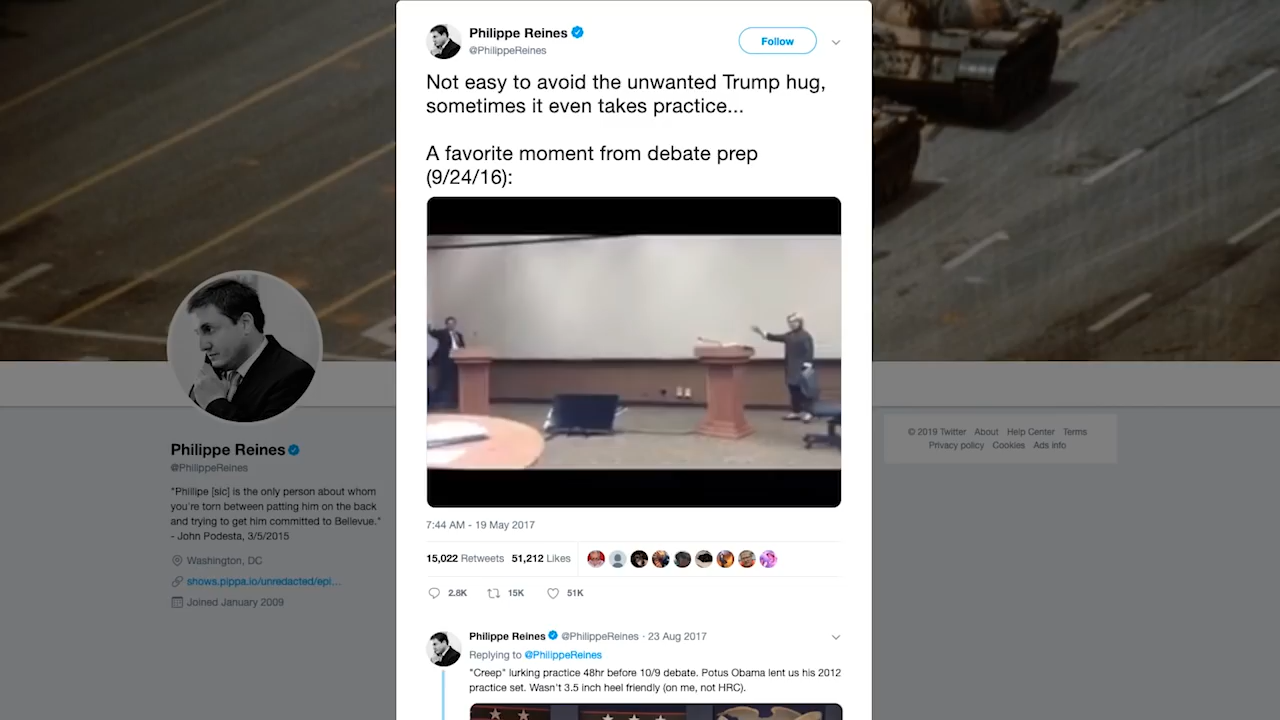 Philippe Reines
@PhilippeReines
Follow
Not easy to avoid the unwanted Trump hug,
sometimes it even takes practice...
A favorite moment from debate prep
(9/24/16):
7:44 AM - 19 May 2017
15,022 Retweets 51,212 Likes
2.8K 15K 51K
Philippe Reines @PhilippeReines · 23 Aug 2017
Replying to @PhilippeReines
"Creep" lurking practice 48hr before 10/9 debate. Potus Obama lent us his 2012
practice set. Wasn't 3.5 inch heel friendly (on me, not HRC).
Philippe Reines
@PhilippeReines
"Phillipe [sic] is the only person about whom
you're torn between patting him on the back
and trying to get him committed to Bellevue."
- John Podesta, 3/5/2015
Washington, DC
shows.pippa.io/unredacted/epi...
Joined January 2009
© 2019 Twitter About Help Center Terms
Privacy policy Cookies Ads info